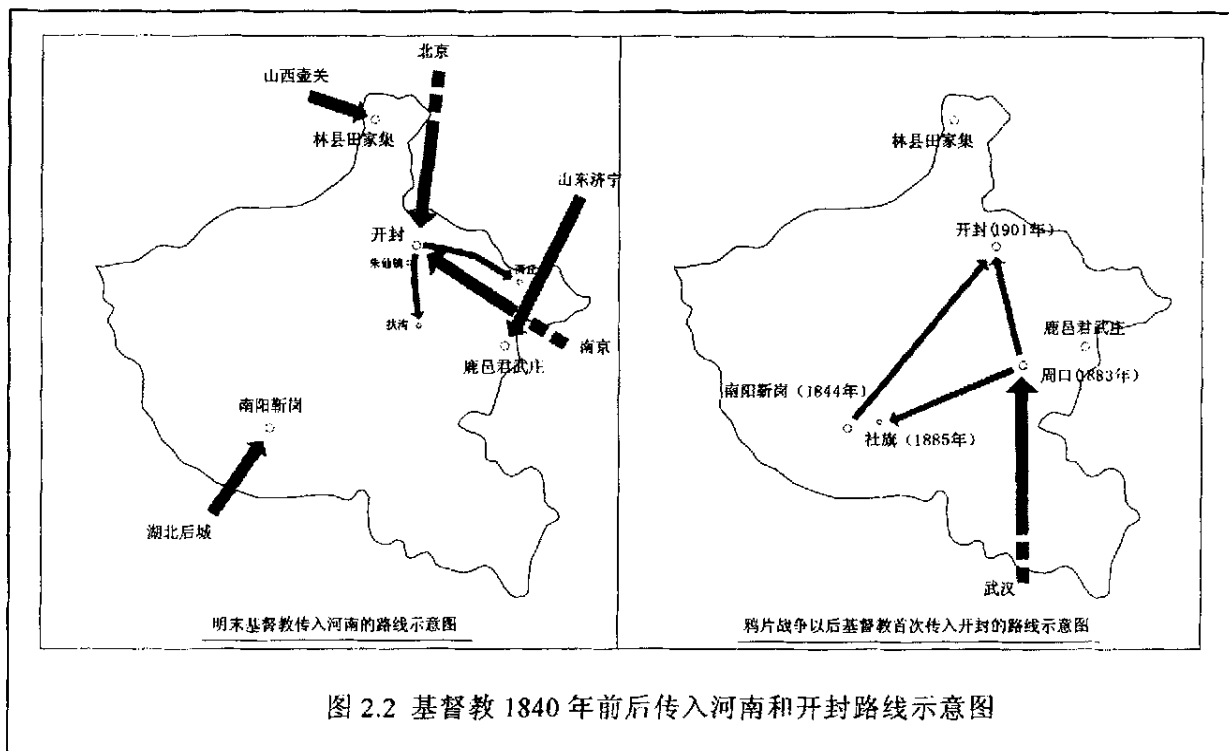 北京
山西壶关
林县田家集
山东济宁
开封
朱仙镇
商丘
扶沟
南京
鹿邑君武庄
南阳靳岗
湖北后城
明末基督教传入河南的路线示意图
林县田家集
开封(1901年)
鹿邑君武庄
周口(1883年)
南阳靳岗（1844年）
社旗（1885年）
武汉
鸦片战争以后基督教首次传入开封的路线示意图
图 2.2 基督教 1840 年前后传入河南和开封路线示意图